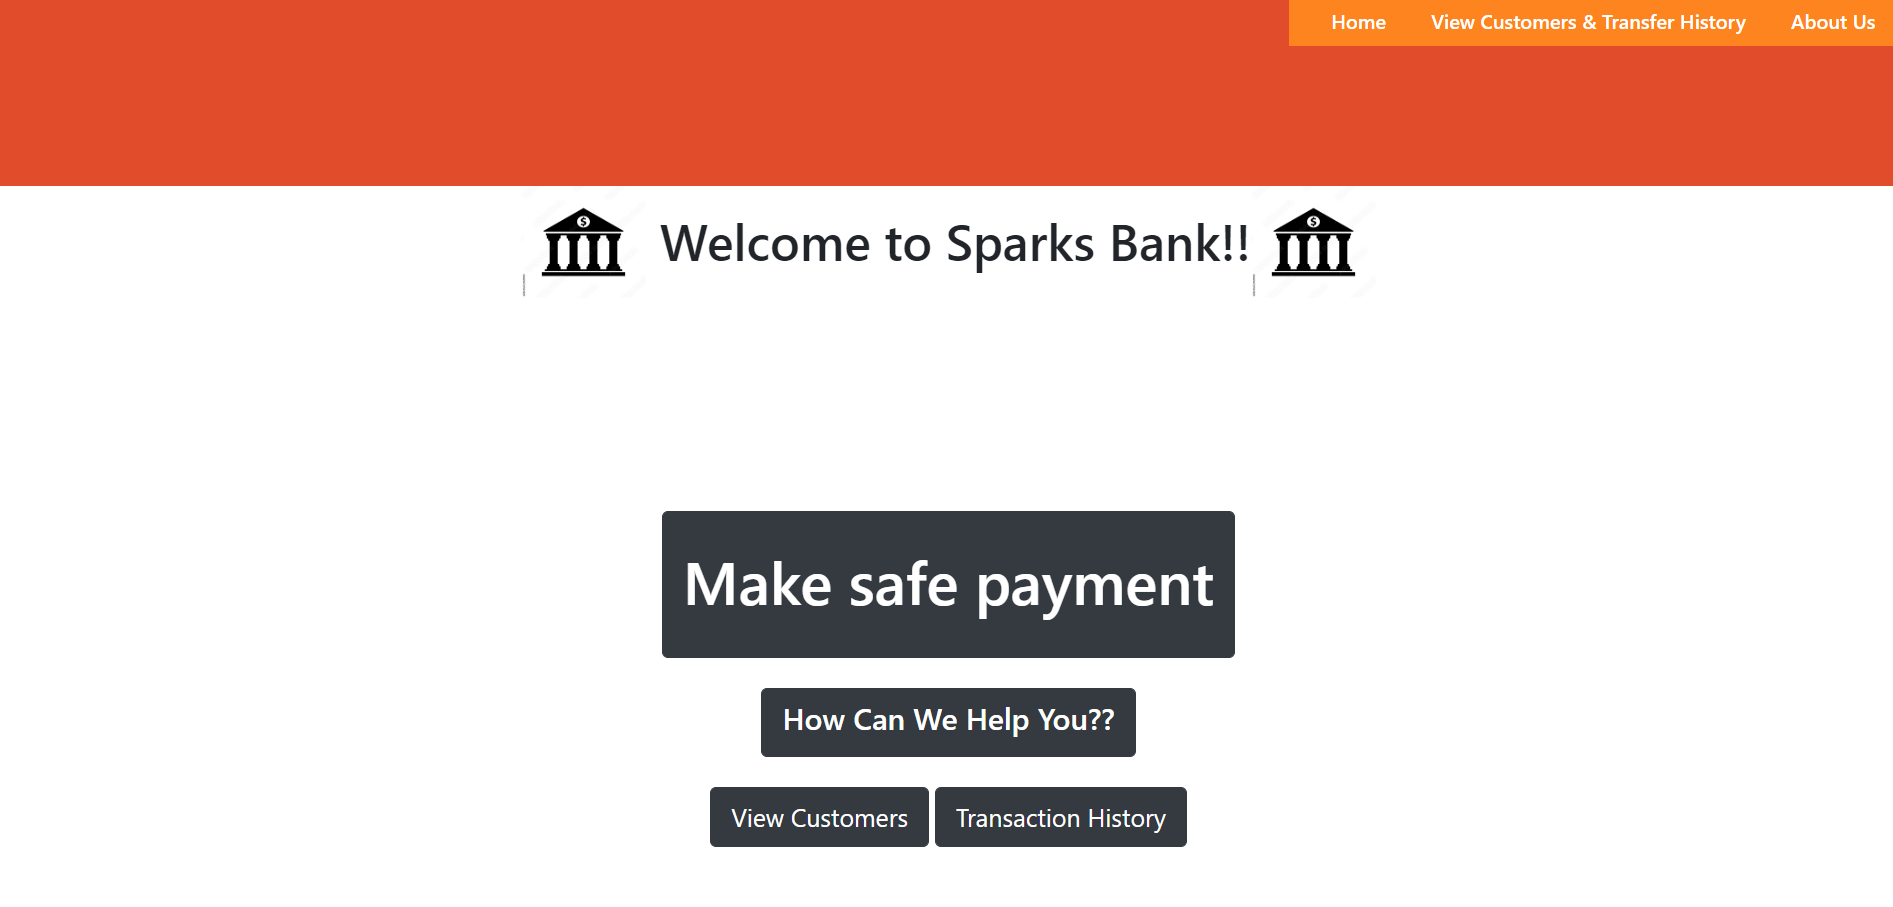 Home View Customers & Transfer History About Us
Welcome to Sparks Bank!!
Make safe payment
How Can We Help You??
View Customers Transaction History